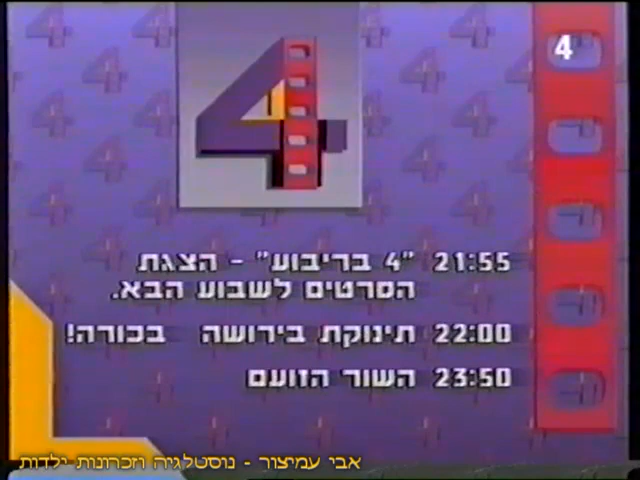 4
4
21:55 "4 בריבוע" - הצגת
הסרטים לשבוע הבא.
22:00 תינוקת בירושה בכורה!
23:50 השור הזועם
אבי עמיצור - נוסטלגיה וזכרונות ילדות